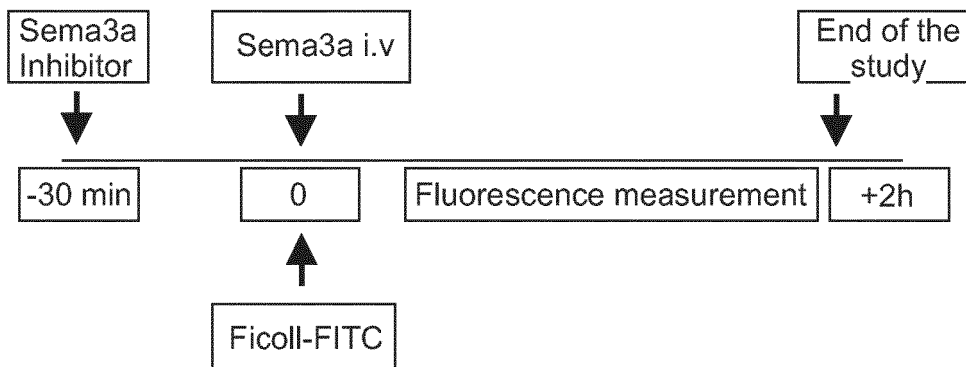 Sema3a
Inhibitor
Sema3a i.v
End of the
study
-30 min
0
Fluorescence measurement
+2h
Ficoll-FITC